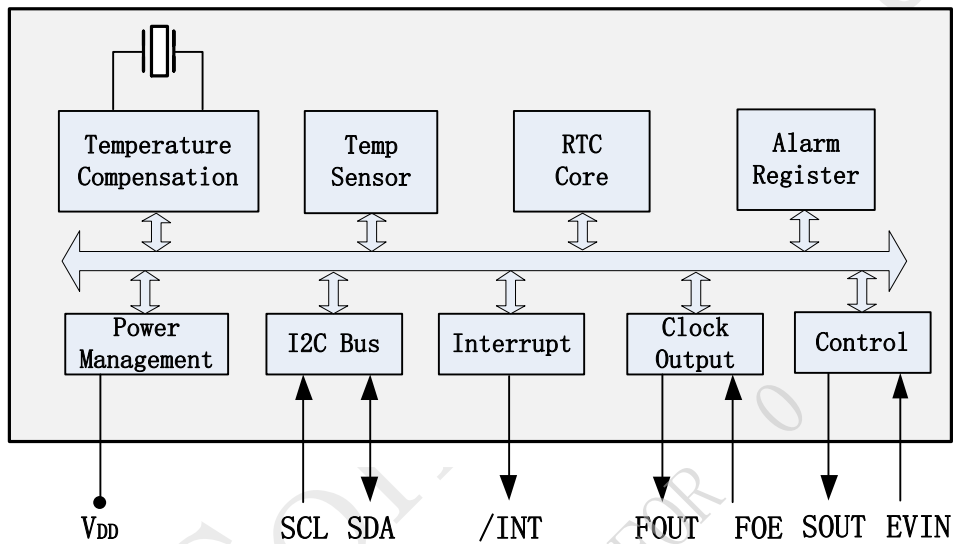 Temperature
Compensation
Temp
Sensor
RTC
Core
Alarm
Register
Power
Management
I2C Bus
Interrupt
Clock
Output
Control
VDD
SCL
SDA
/INT
FOUT
FOE
SOUT
EVIN